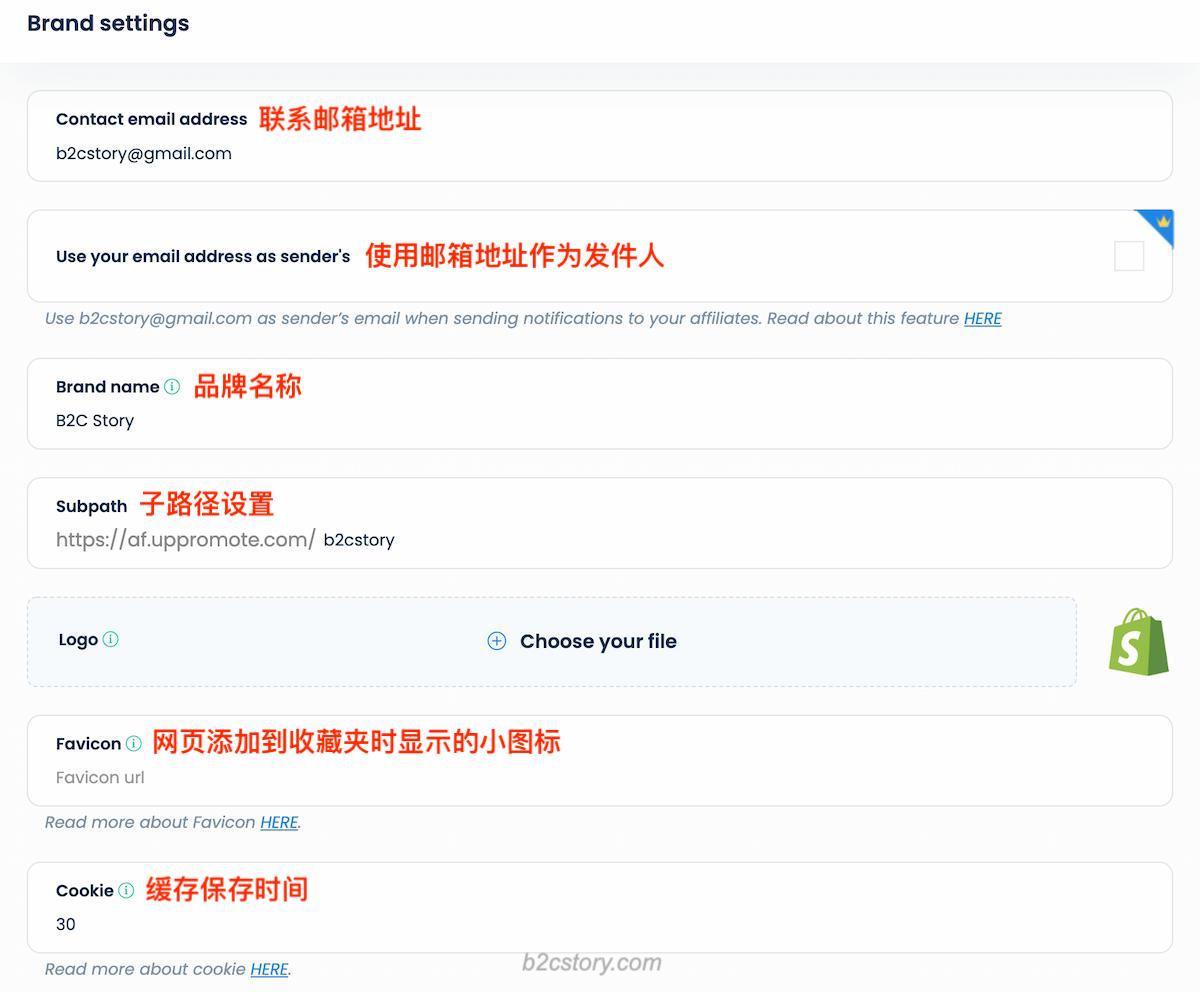 Brand settings
Contact email address 联系邮箱地址
b2cstory@gmail.com
Use your email address as sender's 使用邮箱地址作为发件人
Use b2cstory@gmail.com as sender’s email when sending notifications to your affiliates. Read about this feature HERE
Brand name 品牌名称
B2C Story
Subpath 子路径设置
https://af.uppromote.com/ b2cstory
Logo Choose your file
S
Favicon 网页添加到收藏夹时显示的小图标
Favicon url
Read more about Favicon HERE.
Cookie 缓存保存时间
30
Read more about cookie HERE.
b2cstory.com